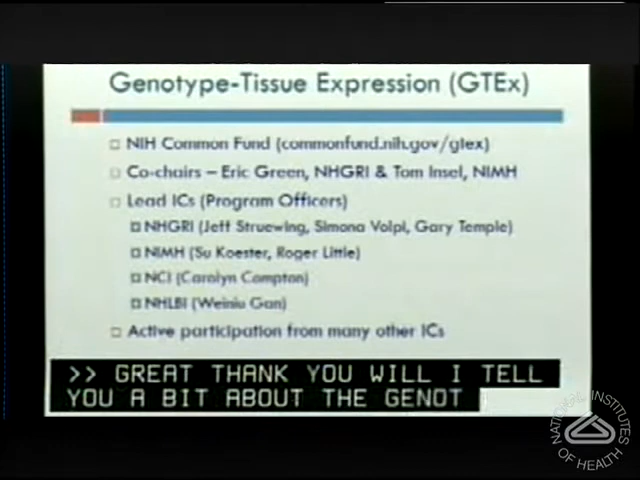 Genotype-Tissue Expression (GTEx)
NIH Common Fund (commonfund.nih.gov/gtex)
Co-chairs – Eric Green, NHGRI & Tom Insel, NIMH
Lead ICs (Program Officers)
NHGRI (Jeff Struewing, Simona Volpi, Gary Temple)
NIMH (Su Koester, Roger Little)
NCI (Carolyn Compton)
NHLBI (Weiniu Gan)
Active participation from many other ICs
>> GREAT THANK YOU WILL I TELL
YOU A BIT ABOUT THE GENOT
NATIONAL INSTITUTES
OF HEALTH